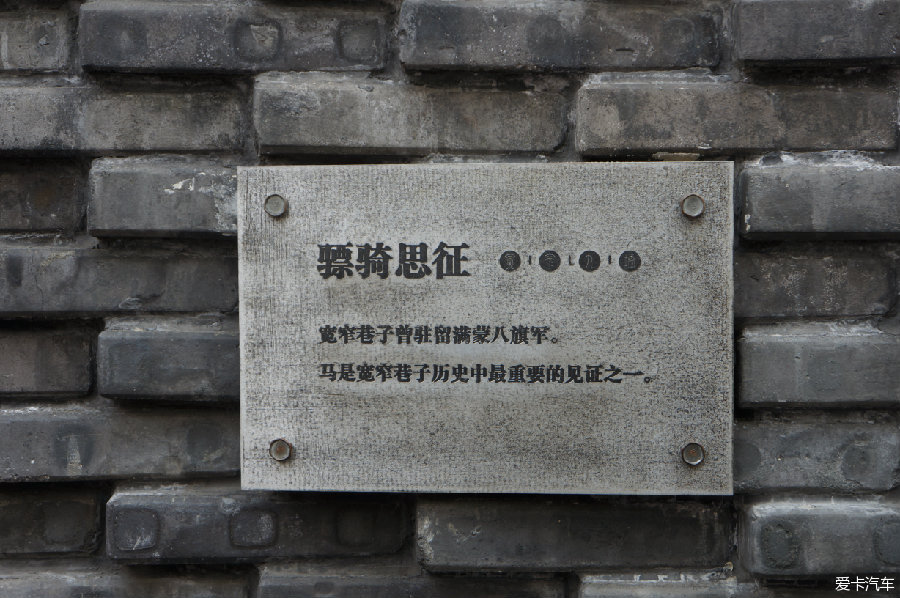 骠骑思征
宽窄巷子曾驻留满蒙八旗军。
马是宽窄巷子历史中最重要的见证之一。
爱卡汽车